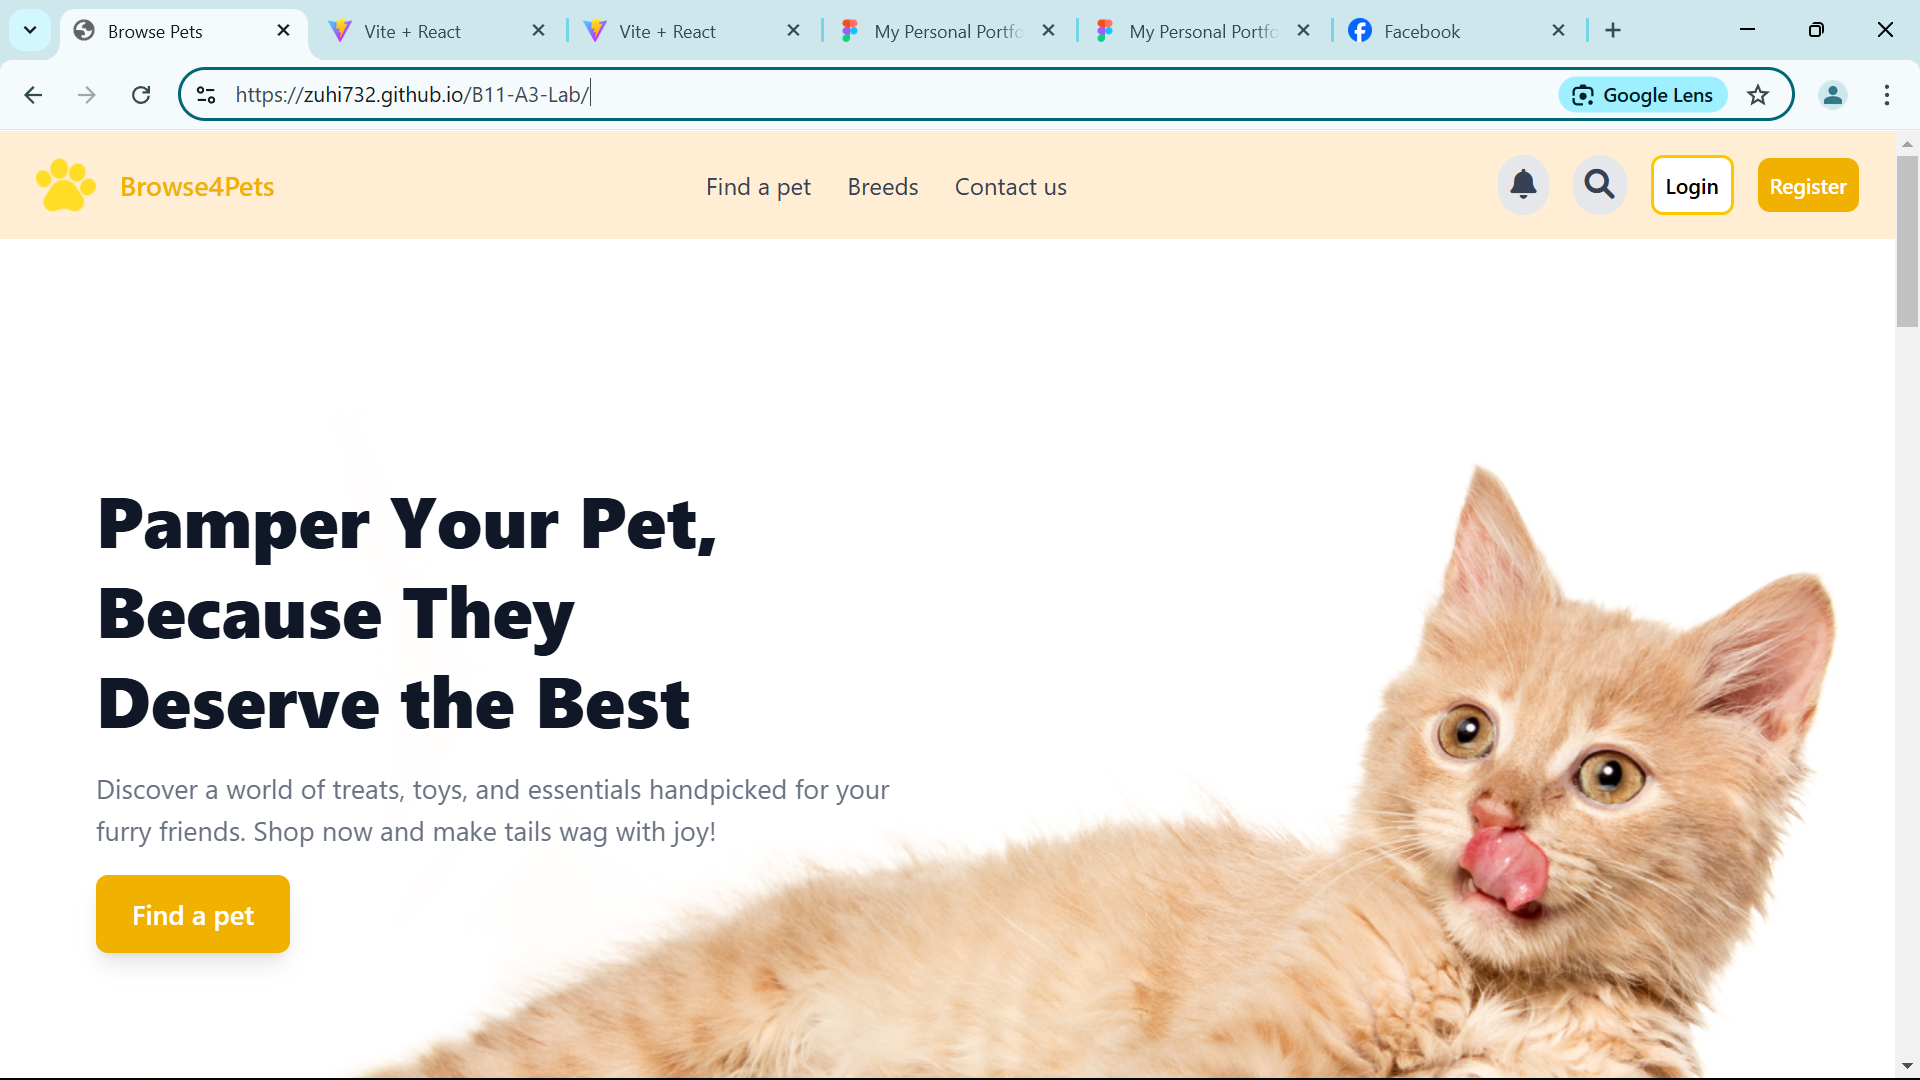 Browse Pets
Vite + React
Vite + React
My Personal Portfo
My Personal Portfo
Facebook
https://zuhi732.github.io/B11-A3-Lab/
Google Lens
Browse4Pets
Find a pet
Breeds
Contact us
Login
Register
Pamper Your Pet,
Because They
Deserve the Best
Discover a world of treats, toys, and essentials handpicked for your
furry friends. Shop now and make tails wag with joy!
Find a pet